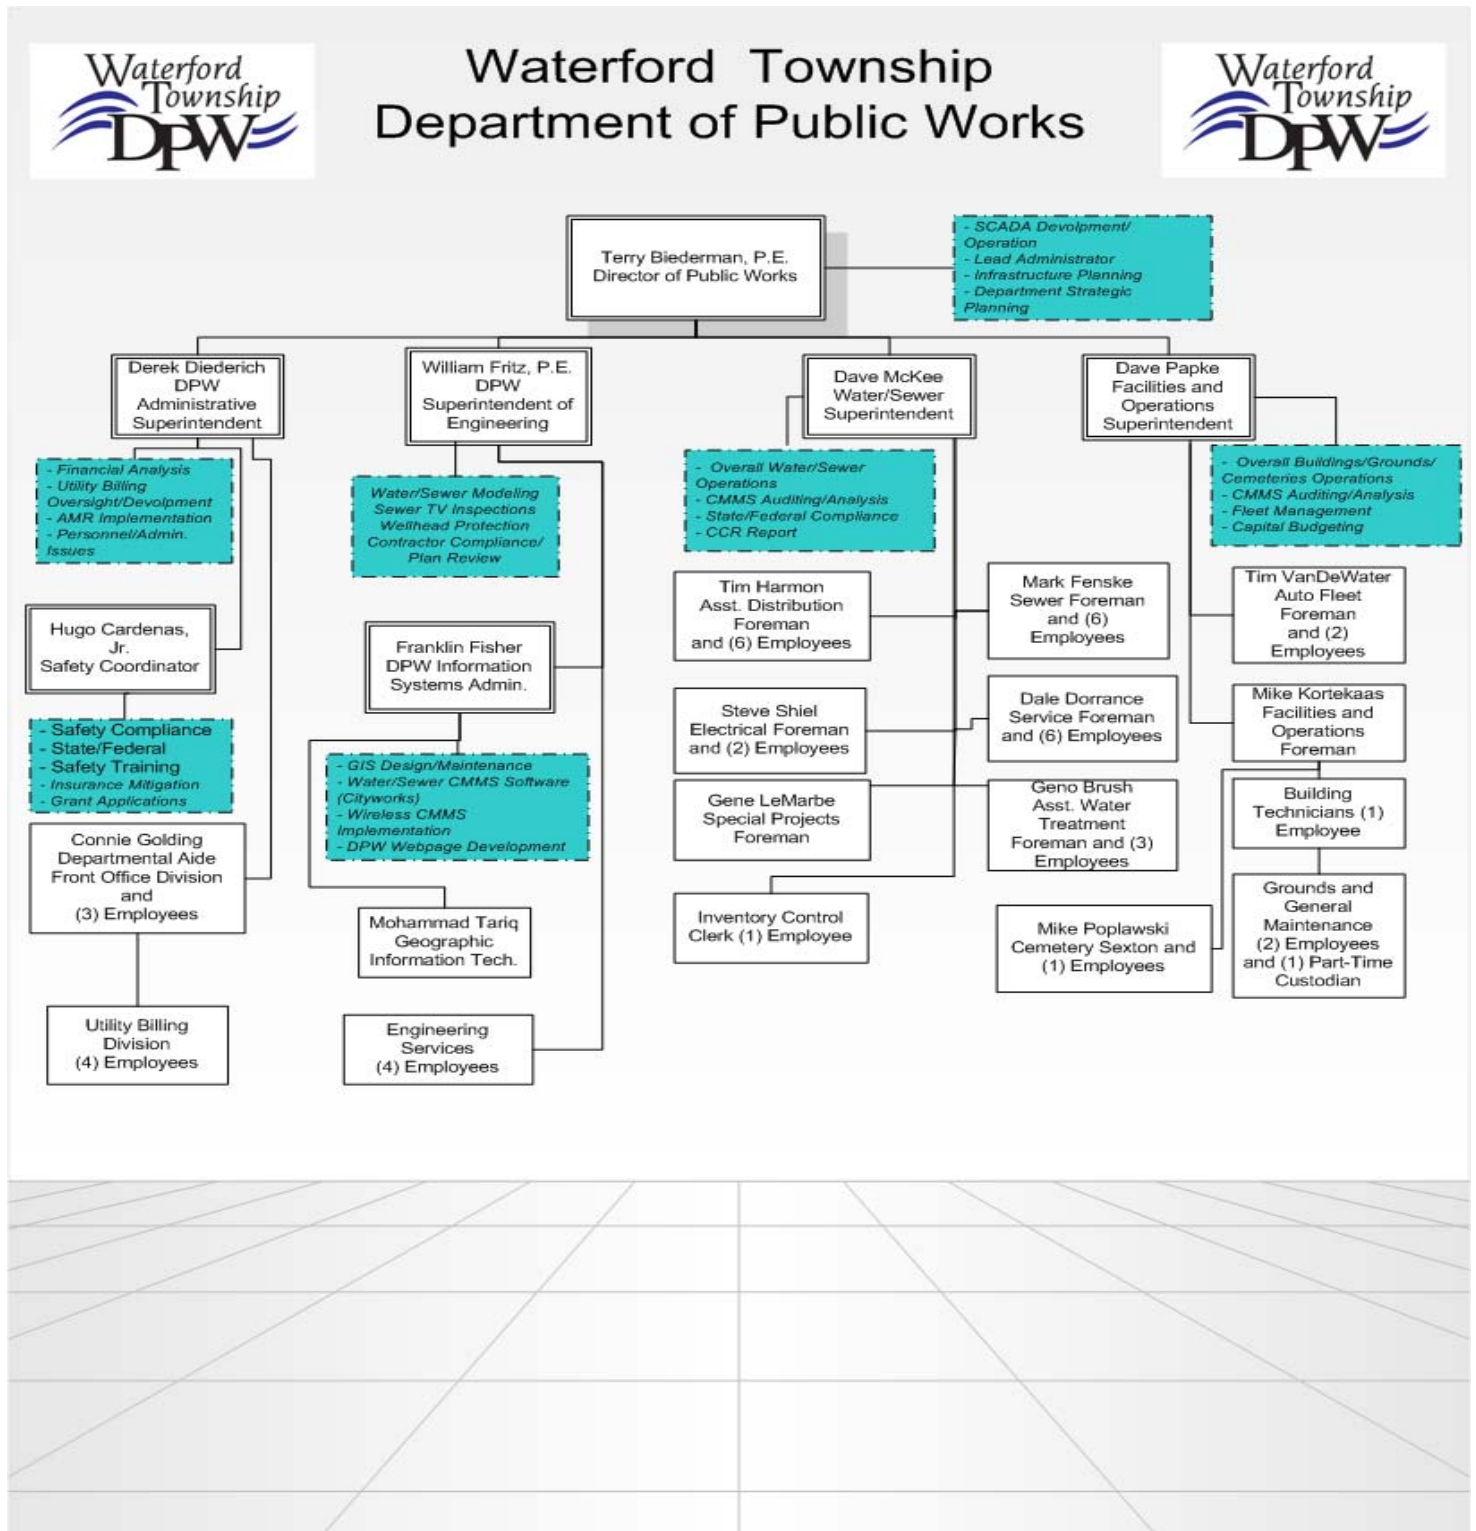 Waterford
Township
DPW
Waterford Township
Department of Public Works
Waterford
Township
DPW
Terry Biederman, P.E.
Director of Public Works
- SCADA Devolpment/
Operation
- Lead Administrator
- Infrastructure Planning
- Department Strategic
Planning
Derek Diederich
DPW
Administrative
Superintendent
William Fritz, P.E.
DPW
Superintendent of
Engineering
Dave McKee
Water/Sewer
Superintendent
Dave Papke
Facilities and
Operations
Superintendent
- Financial Analysis
- Utility Billing
Oversight/Devolpment
- AMR Implementation
- Personnel/Admin.
Issues
Water/Sewer Modeling
Sewer TV Inspections
Wellhead Protection
Contractor Compliance/
Plan Review
- Overall Water/Sewer
Operations
- CMMS Auditing/Analysis
- State/Federal Compliance
- CCR Report
- Overall Buildings/Grounds/
Cemeteries Operations
- CMMS Auditing/Analysis
- Fleet Management
- Capital Budgeting
Hugo Cardenas,
Jr.
Safety Coordinator
Franklin Fisher
DPW Information
Systems Admin.
Tim Harmon
Asst. Distribution
Foreman
and (6) Employees
Mark Fenske
Sewer Foreman
and (6)
Employees
Tim VanDeWater
Auto Fleet
Foreman
and (2)
Employees
- Safety Compliance
- State/Federal
- Safety Training
- Insurance Mitigation
- Grant Applications
- GIS Design/Maintenance
- Water/Sewer CMMS Software
(Cityworks)
- Wireless CMMS
Implementation
- DPW Webpage Development
Steve Shiel
Electrical Foreman
and (2) Employees
Dale Dorrance
Service Foreman
and (6) Employees
Mike Kortekaas
Facilities and
Operations
Foreman
Connie Golding
Departmental Aide
Front Office Division
and
(3) Employees
Gene LeMarbe
Special Projects
Foreman
Geno Brush
Asst. Water
Treatment
Foreman and (3)
Employees
Building
Technicians (1)
Employee
Mohammad Tariq
Geographic
Information Tech.
Inventory Control
Clerk (1) Employee
Mike Poplawski
Cemetery Sexton and
(1) Employees
Grounds and
General
Maintenance
(2) Employees
and (1) Part-Time
Custodian
Utility Billing
Division
(4) Employees
Engineering
Services
(4) Employees